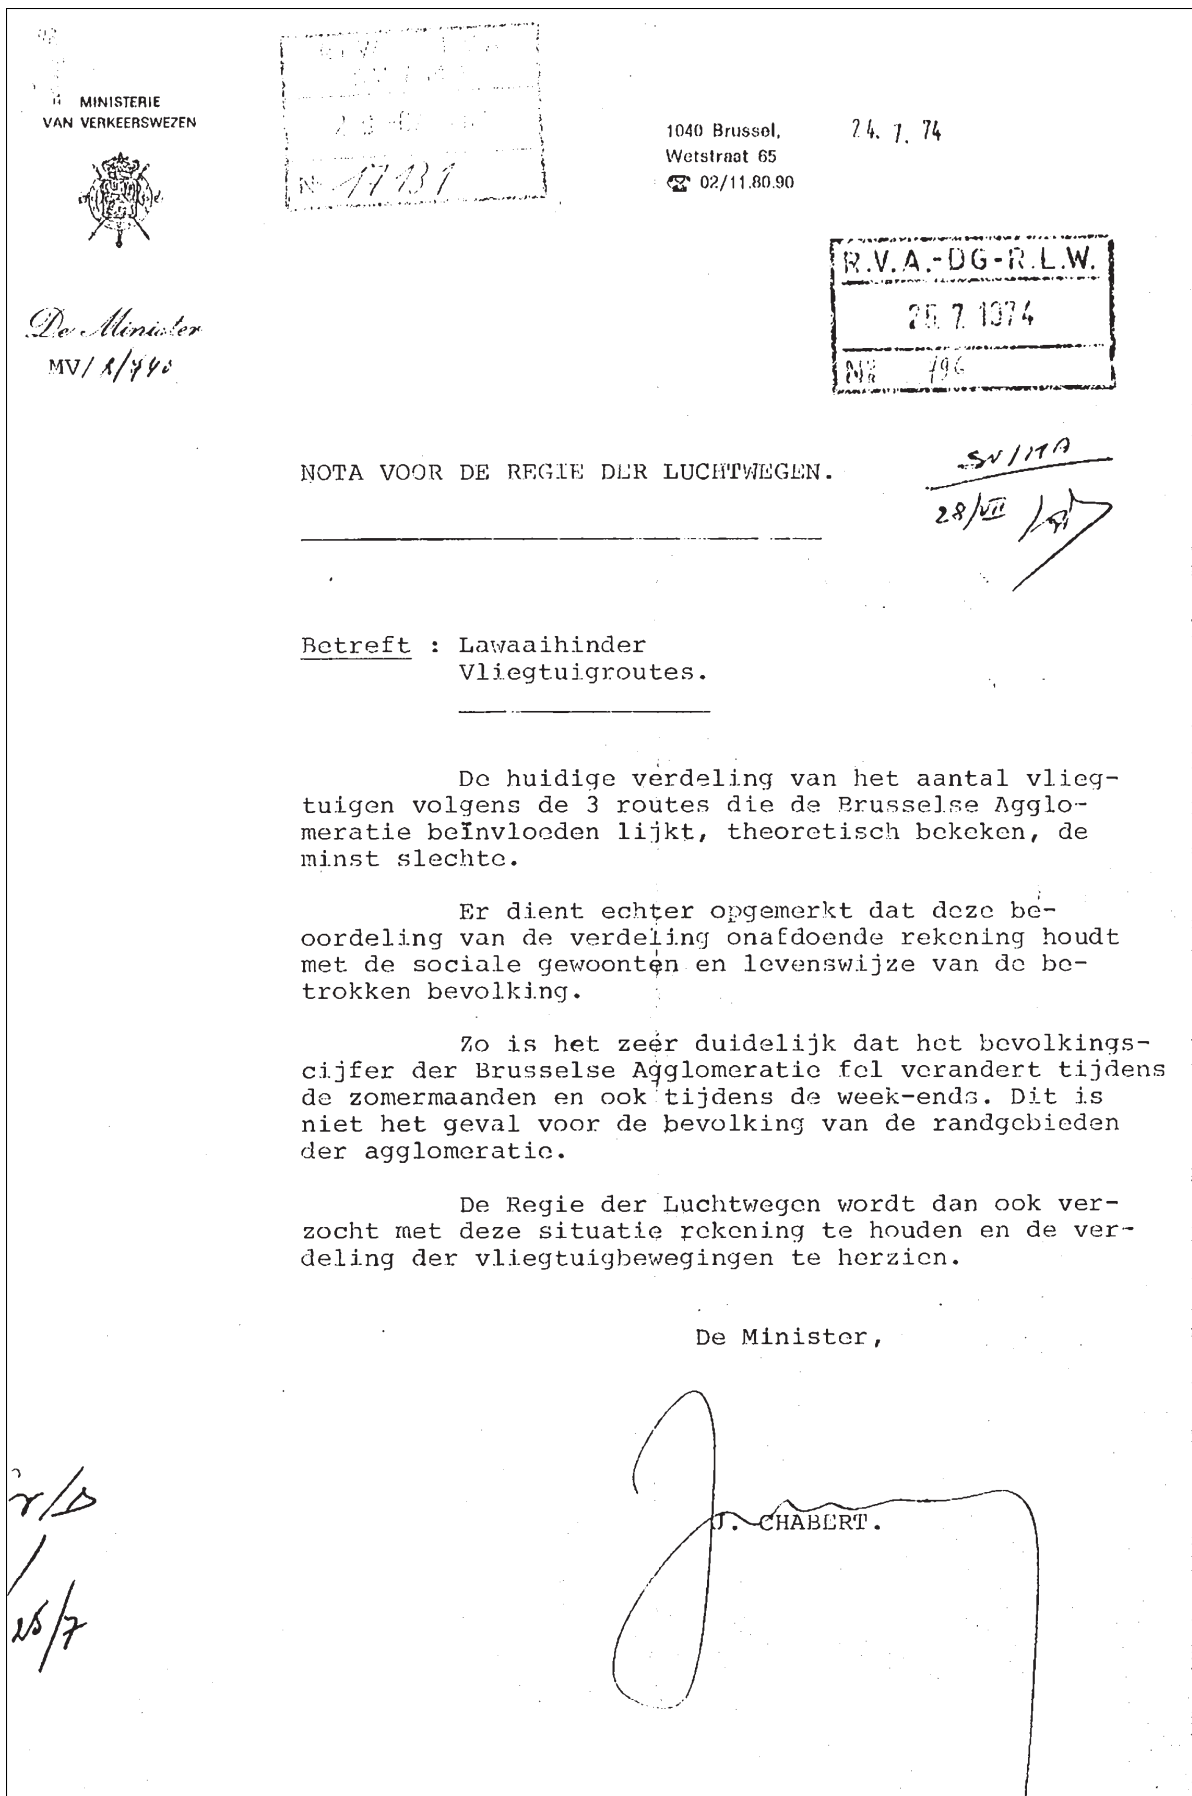 MINISTERIE
VAN VERKEERSWEZEN
Nr 17131
1040 Brussel,
Wetstraat 65
☎ 02/11.80.90
24. 7. 74
R.V.A.-DG-R.L.W.
25. 7. 1974
NR 796
De Minister
MV/
NOTA VOOR DE REGIE DER LUCHTWEGEN.
SV/MA
28/VII
Betreft : Lawaaihinder
Vliegtuigroutes.
De huidige verdeling van het aantal vlieg-
tuigen volgens de 3 routes die de Brusselse Agglo-
meratie beïnvloeden lijkt, theoretisch bekeken, de
minst slechte.
Er dient echter opgemerkt dat deze be-
oordeling van de verdeling onafdoende rekening houdt
met de sociale gewoonten en levenswijze van de be-
trokken bevolking.
Zo is het zeer duidelijk dat het bevolkings-
cijfer der Brusselse Agglomeratie fel verandert tijdens
de zomermaanden en ook tijdens de week-ends. Dit is
niet het geval voor de bevolking van de randgebieden
der agglomeratie.
De Regie der Luchtwegen wordt dan ook ver-
zocht met deze situatie rekening te houden en de ver-
deling der vliegtuigbewegingen te herzien.
De Minister,
J. CHABERT.
25/7